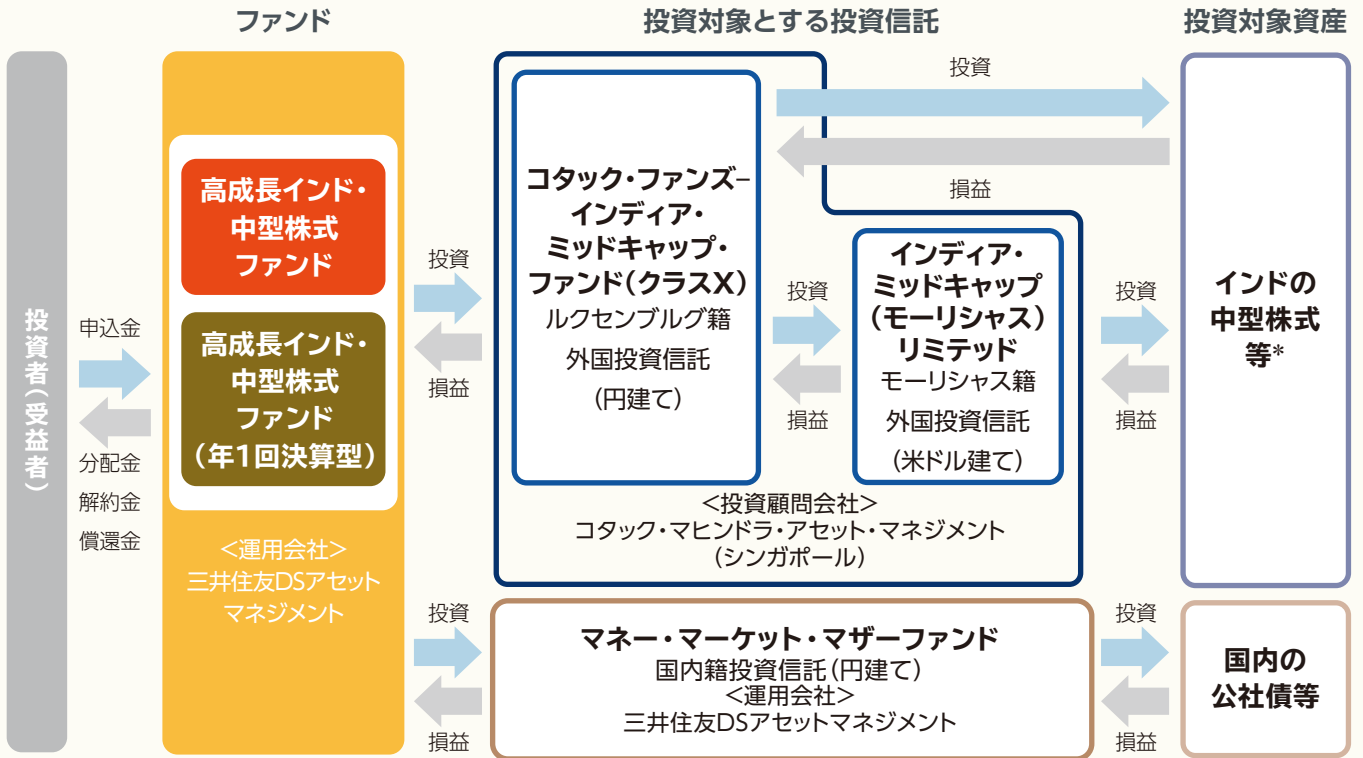 ファンド
投資対象とする投資信託
投資対象資産
投資者(受益者)
申込金
分配金
解約金
償還金
高成長インド・
中型株式
ファンド
高成長インド・
中型株式
ファンド
(年1回決算型)
<運用会社>
三井住友DSアセット
マネジメント
投資
損益
コタック・ファンズ−
インディア・
ミッドキャップ・
ファンド(クラスX)
ルクセンブルグ籍
外国投資信託
(円建て)
投資
損益
投資
損益
インディア・
ミッドキャップ
(モーリシャス)
リミテッド
モーリシャス籍
外国投資信託
(米ドル建て)
<投資顧問会社>
コタック・マヒンドラ・アセット・マネジメント
(シンガポール)
投資
損益
インドの
中型株式
等*
投資
損益
マネー・マーケット・マザーファンド
国内籍投資信託(円建て)
<運用会社>
三井住友DSアセットマネジメント
投資
損益
国内の
公社債等